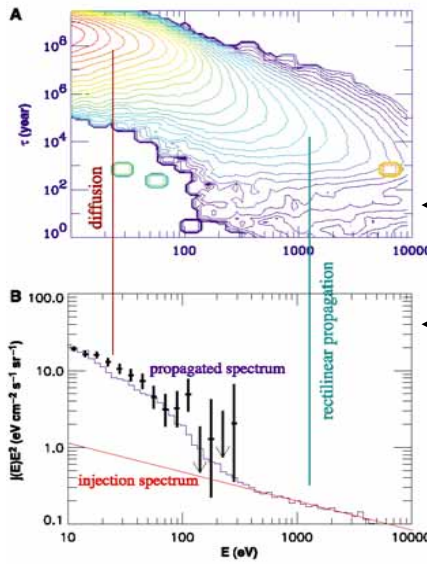 A
τ (year)
10⁸
10⁶
10⁴
10²
10⁰
diffusion
rectilinear propagation
100
1000
10000
B
100.0
10.0
1.0
0.1
J(E)E² (eV cm⁻² s⁻¹ sr⁻¹)
propagated spectrum
injection spectrum
10
100
1000
10000
E (eV)